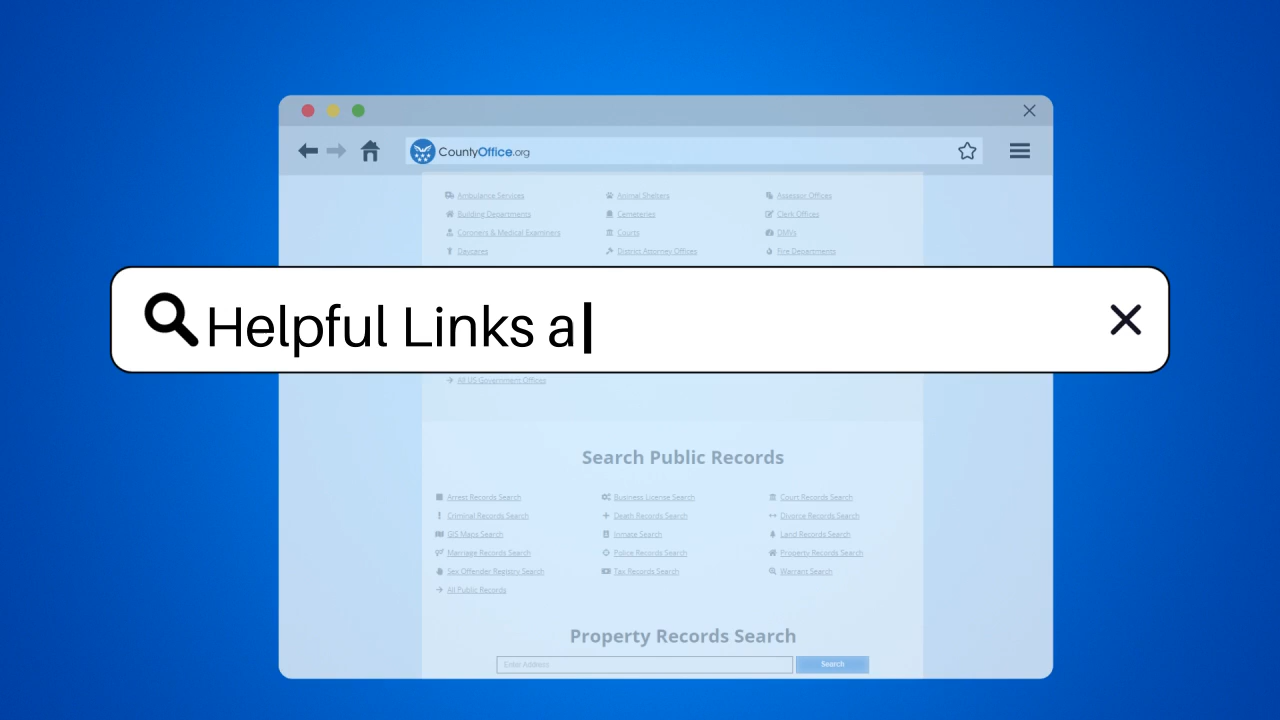 CountyOffice.org
Ambulance Services Animal Shelters Assessor Offices
Building Departments Cemeteries Clerk Offices
Coroners & Medical Examiners Courts DMVs
Daycares District Attorney Offices Fire Departments
Helpful Links a
All US Government Offices
Search Public Records
Arrest Records Search Business License Search Court Records Search
Criminal Records Search Death Records Search Divorce Records Search
GIS Maps Search Inmate Search Land Records Search
Marriage Records Search Police Records Search Property Records Search
Sex Offender Registry Search Tax Records Search Warrant Search
All Public Records
Property Records Search
Enter Address Search